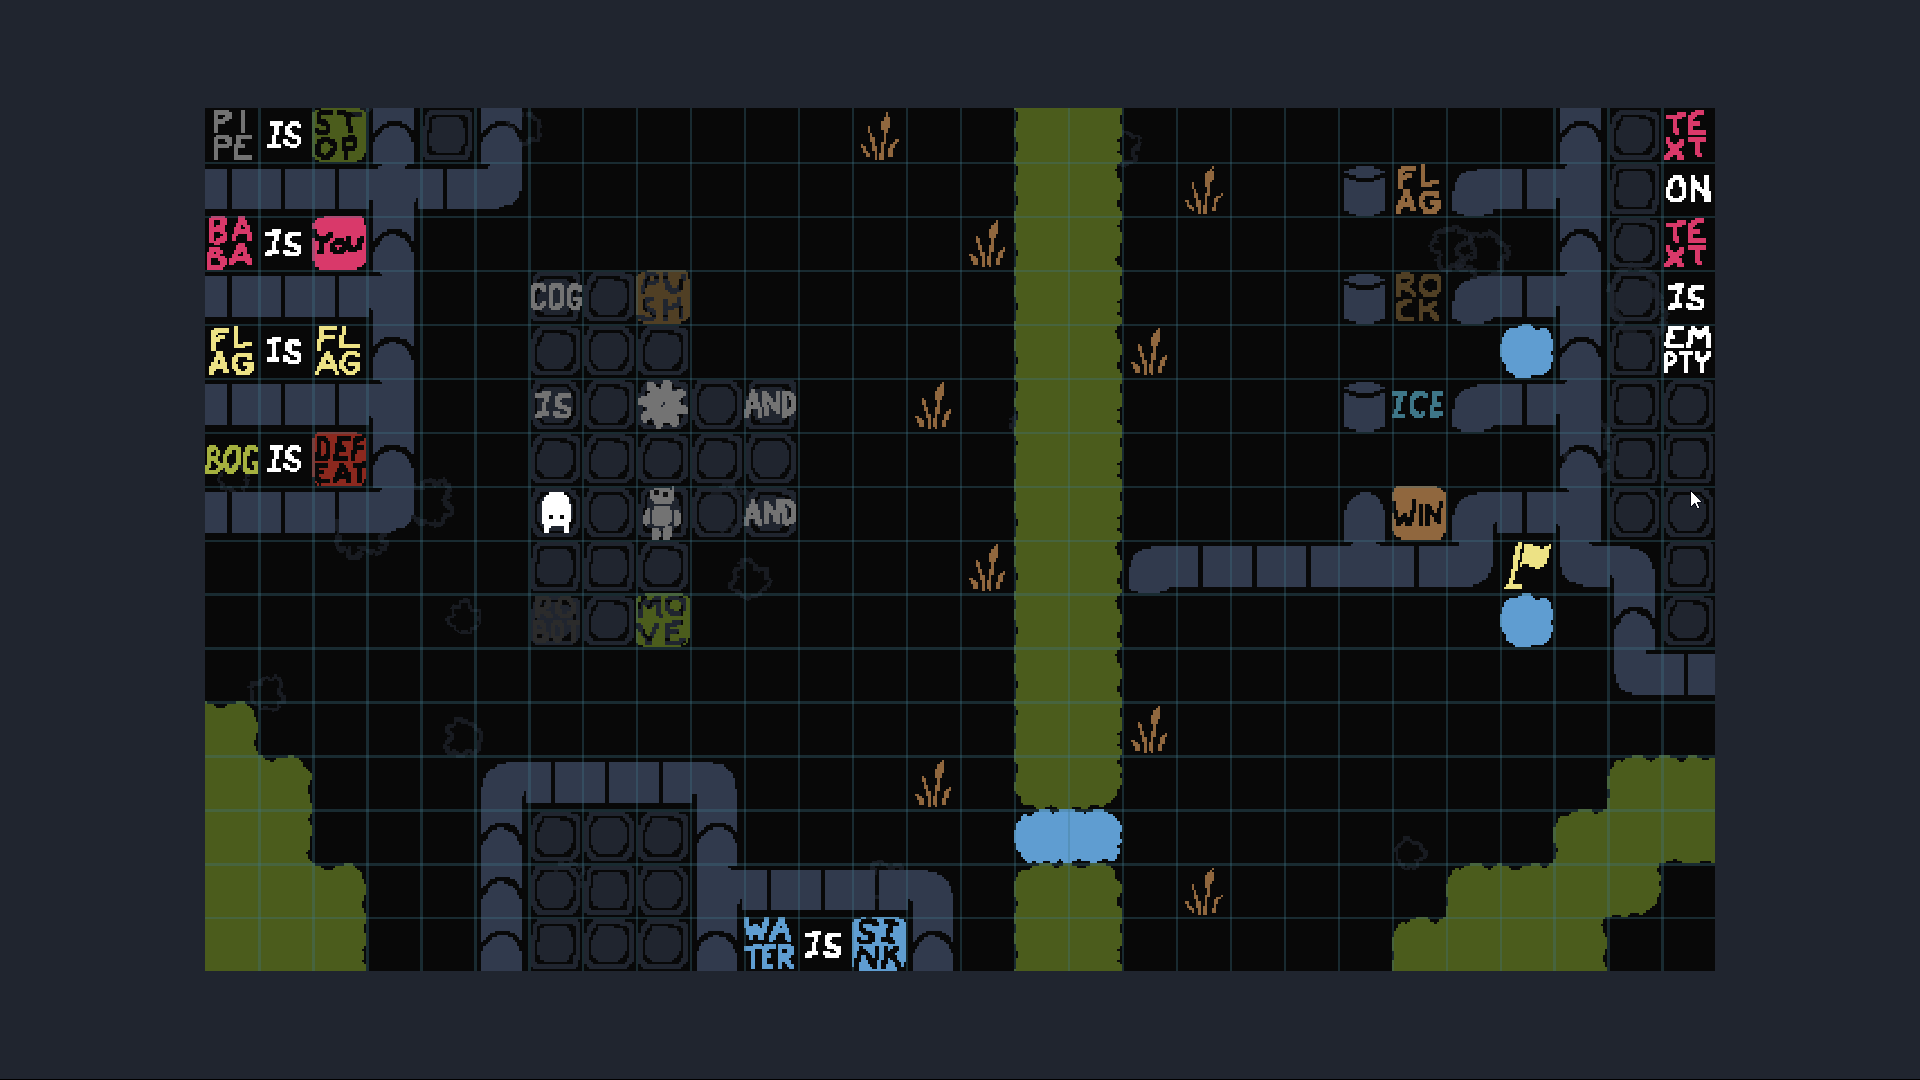 PIPE IS STOP
TEXT
FLAG
ON
BABA IS YOU
TEXT
COG PUSH
ROCK
IS
FLAG IS FLAG
EMPTY
IS AND
ICE
BOG IS DEFEAT
AND
WIN
ROBOT MOVE
WATER IS SINK